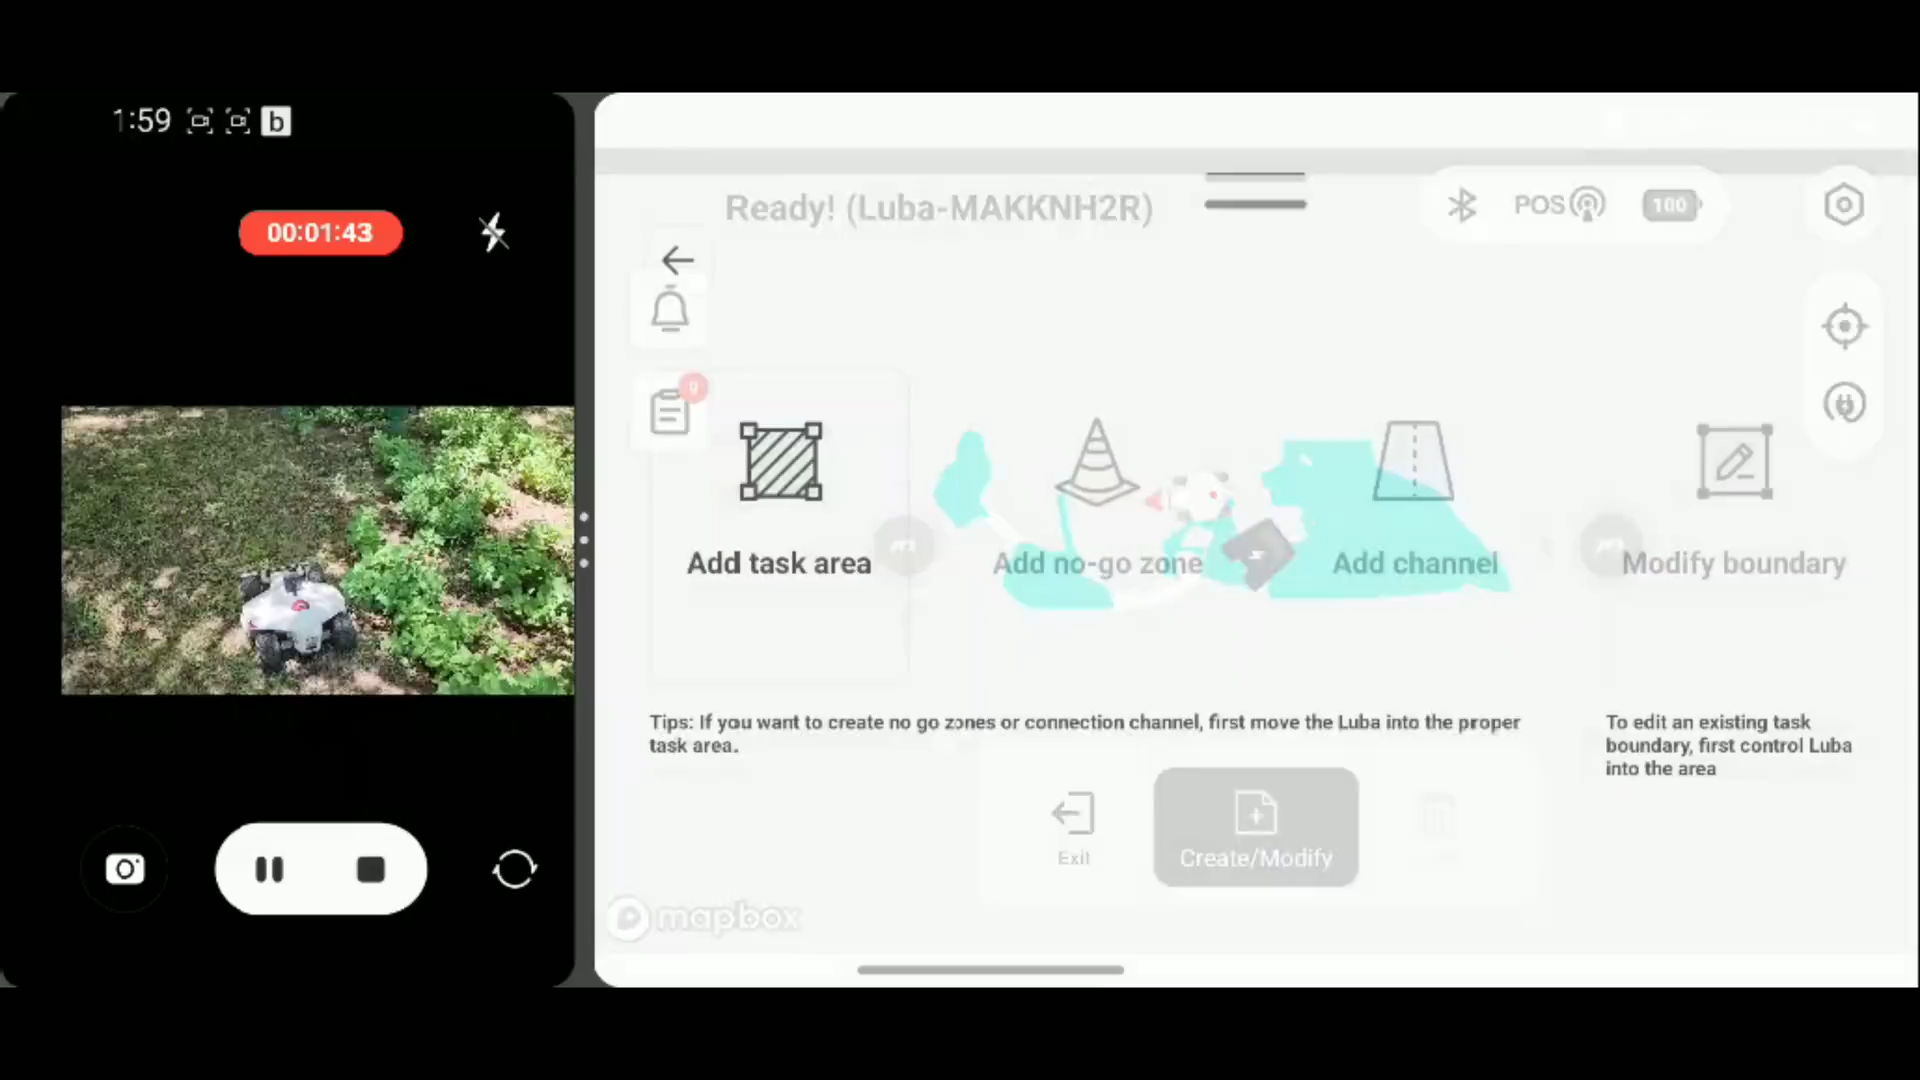 1:59
b
00:01:43
Ready! (Luba-MAKKNH2R)
POS
100
Add task area
Add no-go zone
Add channel
Modify boundary
Tips: If you want to create no go zones or connection channel, first move the Luba into the proper
task area.
To edit an existing task
boundary, first control Luba
into the area
Exit
Create/Modify
mapbox